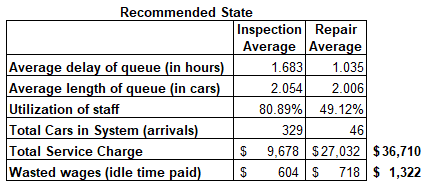 Recommended State
Inspection Average Repair Average
Average delay of queue (in hours) 1.683 1.035
Average length of queue (in cars) 2.054 2.006
Utilization of staff 80.89% 49.12%
Total Cars in System (arrivals) 329 46
Total Service Charge $ 9,678 $27,032 $36,710
Wasted wages (idle time paid) $ 604 $ 718 $ 1,322